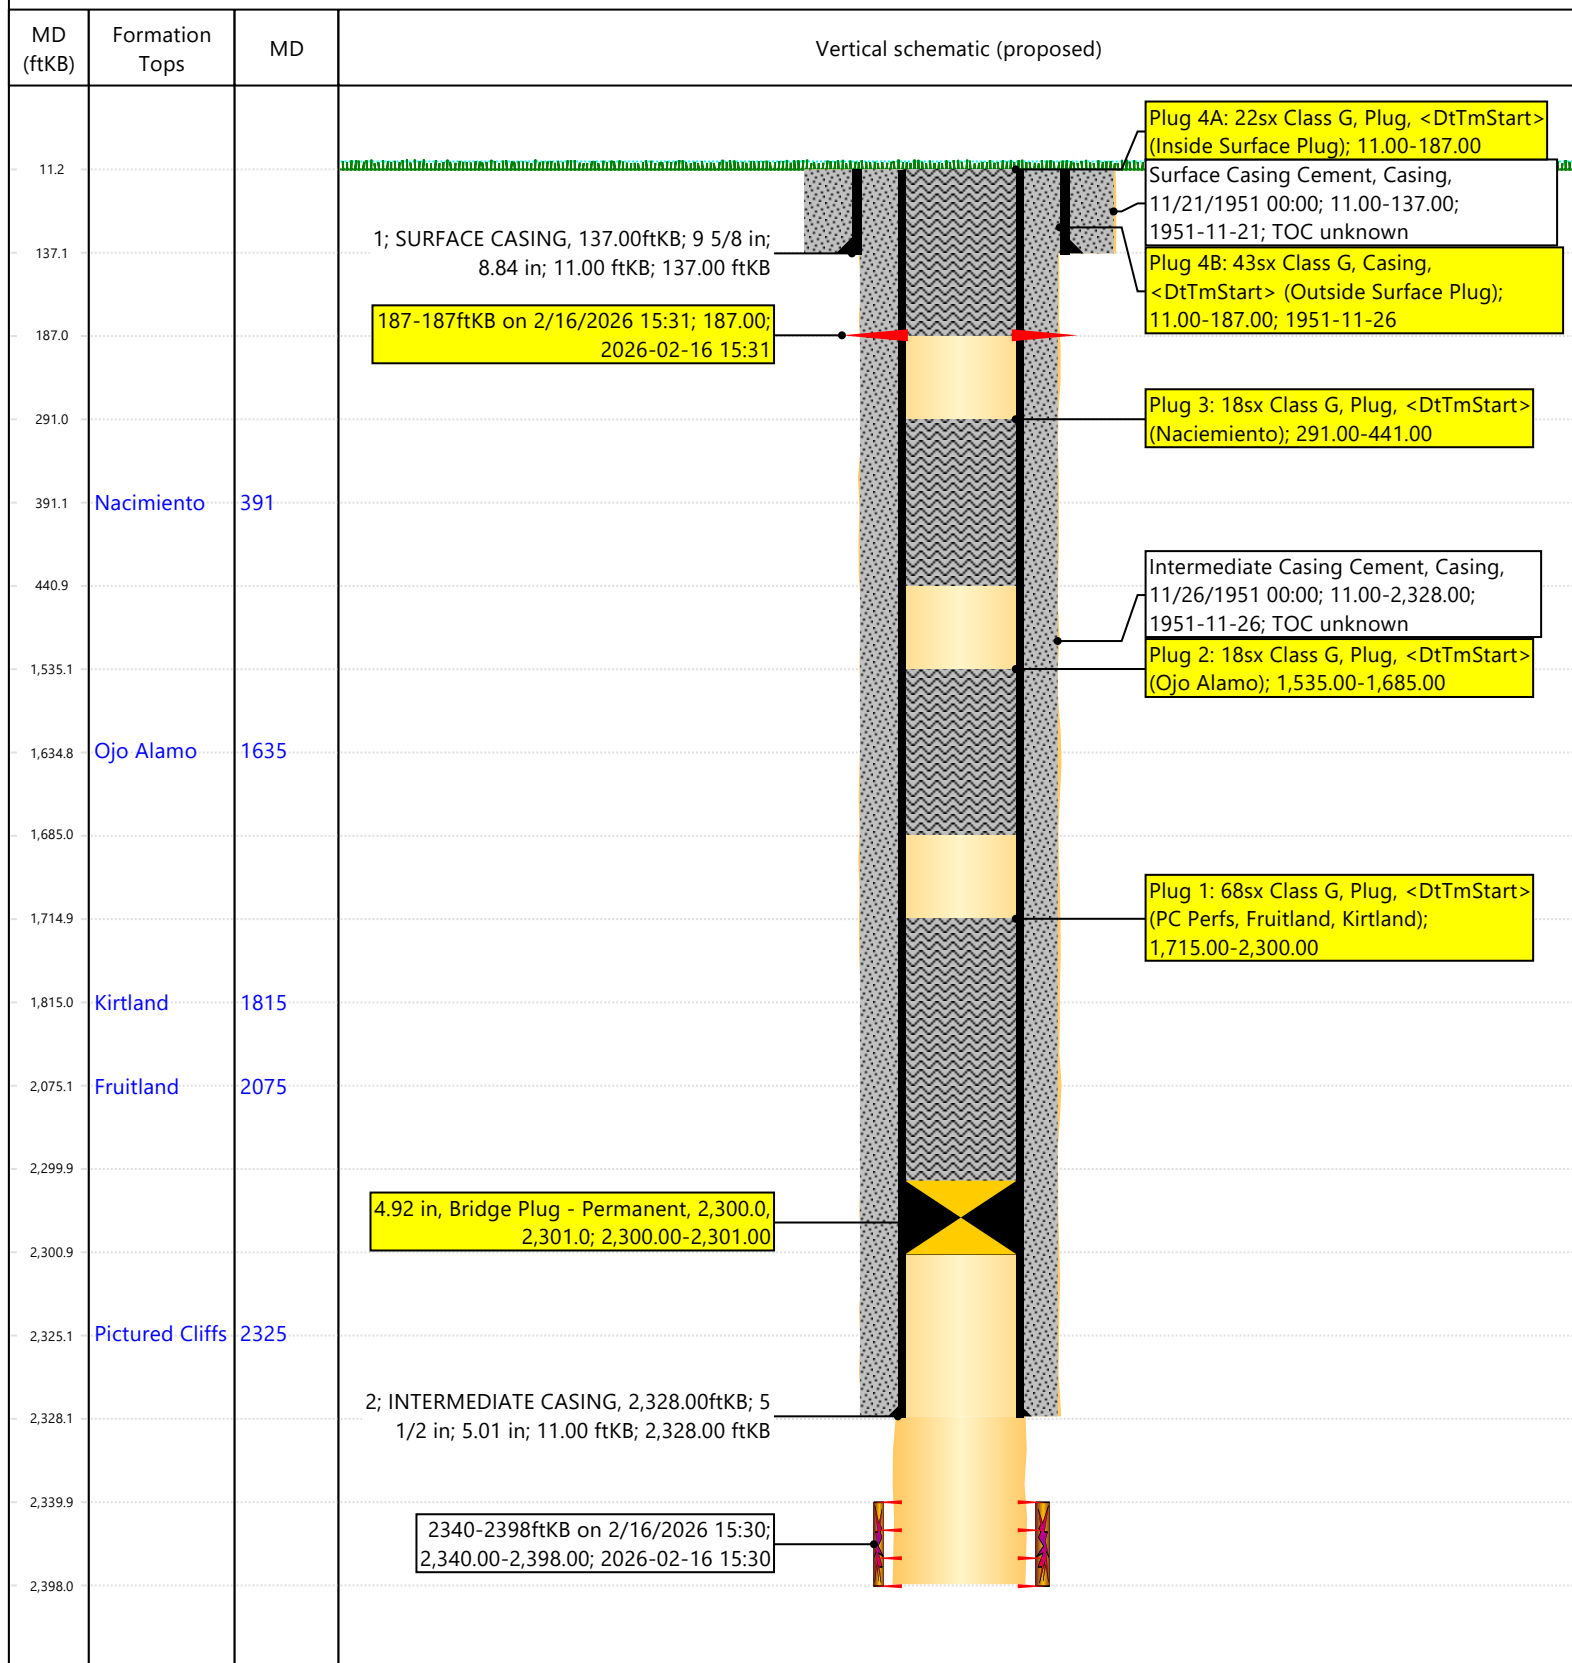 MD
(ftKB)
Formation
Tops
MD
Vertical schematic (proposed)
Plug 4A: 22sx Class G, Plug, <DtTmStart>
(Inside Surface Plug); 11.00-187.00
11.2
Surface Casing Cement, Casing,
11/21/1951 00:00; 11.00-137.00;
1951-11-21; TOC unknown
1; SURFACE CASING, 137.00ftKB; 9 5/8 in;
8.84 in; 11.00 ftKB; 137.00 ftKB
137.1
Plug 4B: 43sx Class G, Casing,
<DtTmStart> (Outside Surface Plug);
11.00-187.00; 1951-11-26
187-187ftKB on 2/16/2026 15:31; 187.00;
2026-02-16 15:31
187.0
Plug 3: 18sx Class G, Plug, <DtTmStart>
(Naciemiento); 291.00-441.00
291.0
391.1
Nacimiento
391
440.9
Intermediate Casing Cement, Casing,
11/26/1951 00:00; 11.00-2,328.00;
1951-11-26; TOC unknown
Plug 2: 18sx Class G, Plug, <DtTmStart>
(Ojo Alamo); 1,535.00-1,685.00
1,535.1
1,634.8
Ojo Alamo
1635
1,685.0
Plug 1: 68sx Class G, Plug, <DtTmStart>
(PC Perfs, Fruitland, Kirtland);
1,715.00-2,300.00
1,714.9
1,815.0
Kirtland
1815
2,075.1
Fruitland
2075
2,299.9
4.92 in, Bridge Plug - Permanent, 2,300.0,
2,301.0; 2,300.00-2,301.00
2,300.9
2,325.1
Pictured Cliffs
2325
2; INTERMEDIATE CASING, 2,328.00ftKB; 5
1/2 in; 5.01 in; 11.00 ftKB; 2,328.00 ftKB
2,328.1
2,339.9
2340-2398ftKB on 2/16/2026 15:30;
2,340.00-2,398.00; 2026-02-16 15:30
2,398.0